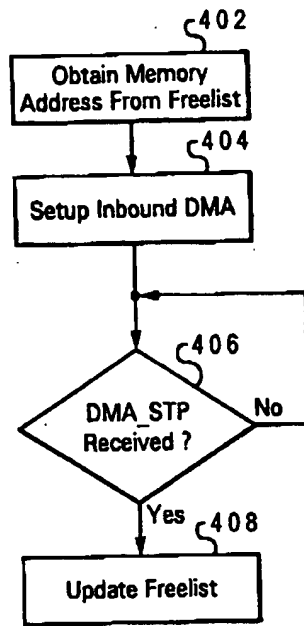 402
Obtain Memory
Address From Freelist
404
Setup Inbound DMA
406
DMA_STP
Received ?
No
Yes
408
Update Freelist